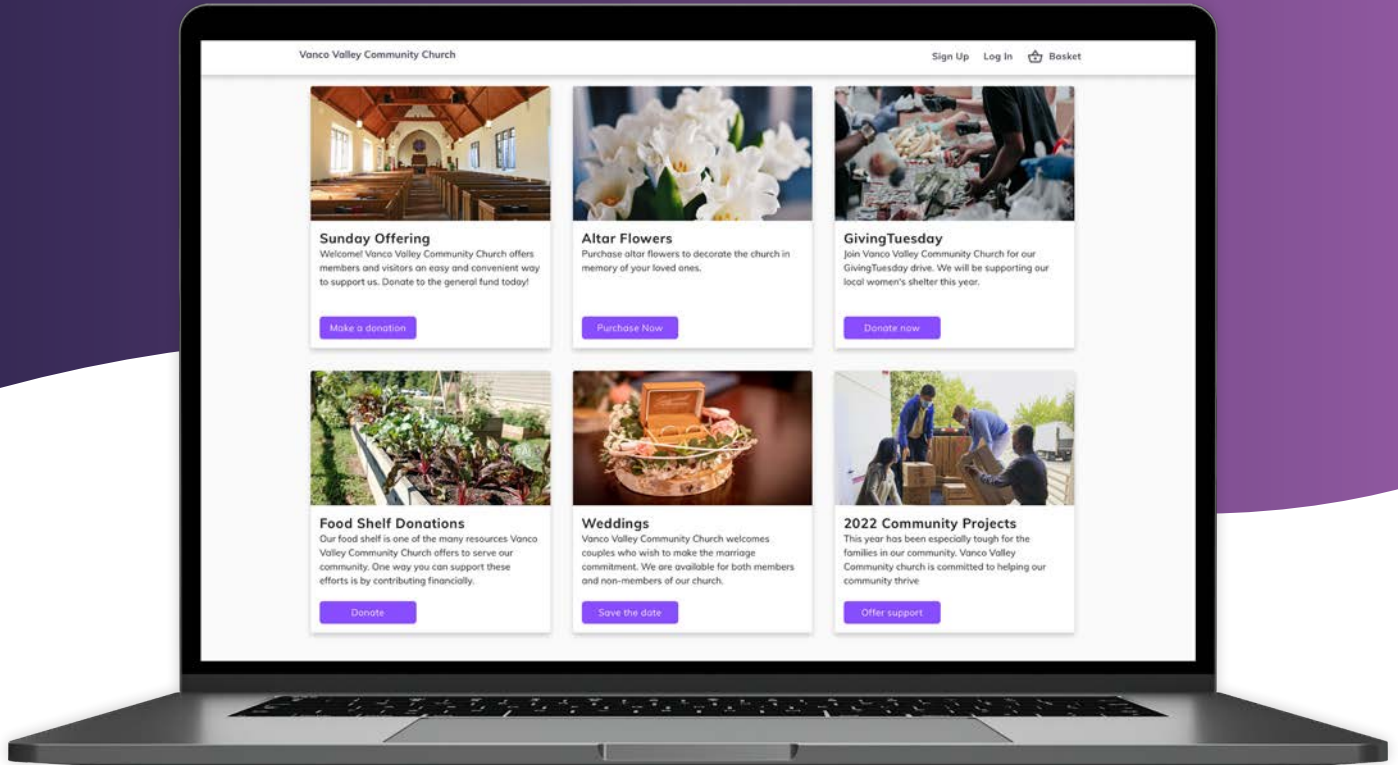 Vanco Valley Community Church
Sign Up Log In Basket
Sunday Offering
Welcome! Vanco Valley Community Church offers
members and visitors an easy and convenient way
to support us. Donate to the general fund today!
Make a donation
Altar Flowers
Purchase altar flowers to decorate the church in
memory of your loved ones.
Purchase Now
GivingTuesday
Join Vanco Valley Community Church for our
GivingTuesday drive. We will be supporting our
local women's shelter this year.
Donate now
Food Shelf Donations
Our food shelf is one of the many resources Vanco
Valley Community Church offers to serve our
community. One way you can support these
efforts is by contributing financially.
Donate
Weddings
Vanco Valley Community Church welcomes
couples who wish to make the marriage
commitment. We are available for both members
and non-members of our church.
Save the date
2022 Community Projects
This year has been especially tough for the
families in our community. Vanco Valley
Community church is committed to helping our
community thrive
Offer support